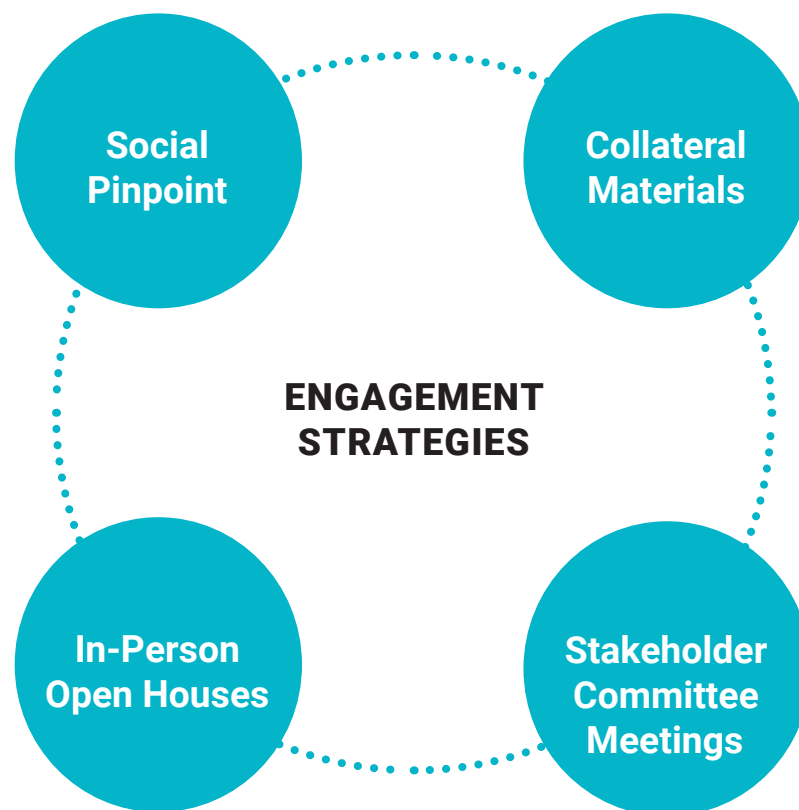 Social
Pinpoint
Collateral
Materials
ENGAGEMENT
STRATEGIES
In-Person
Open Houses
Stakeholder
Committee
Meetings